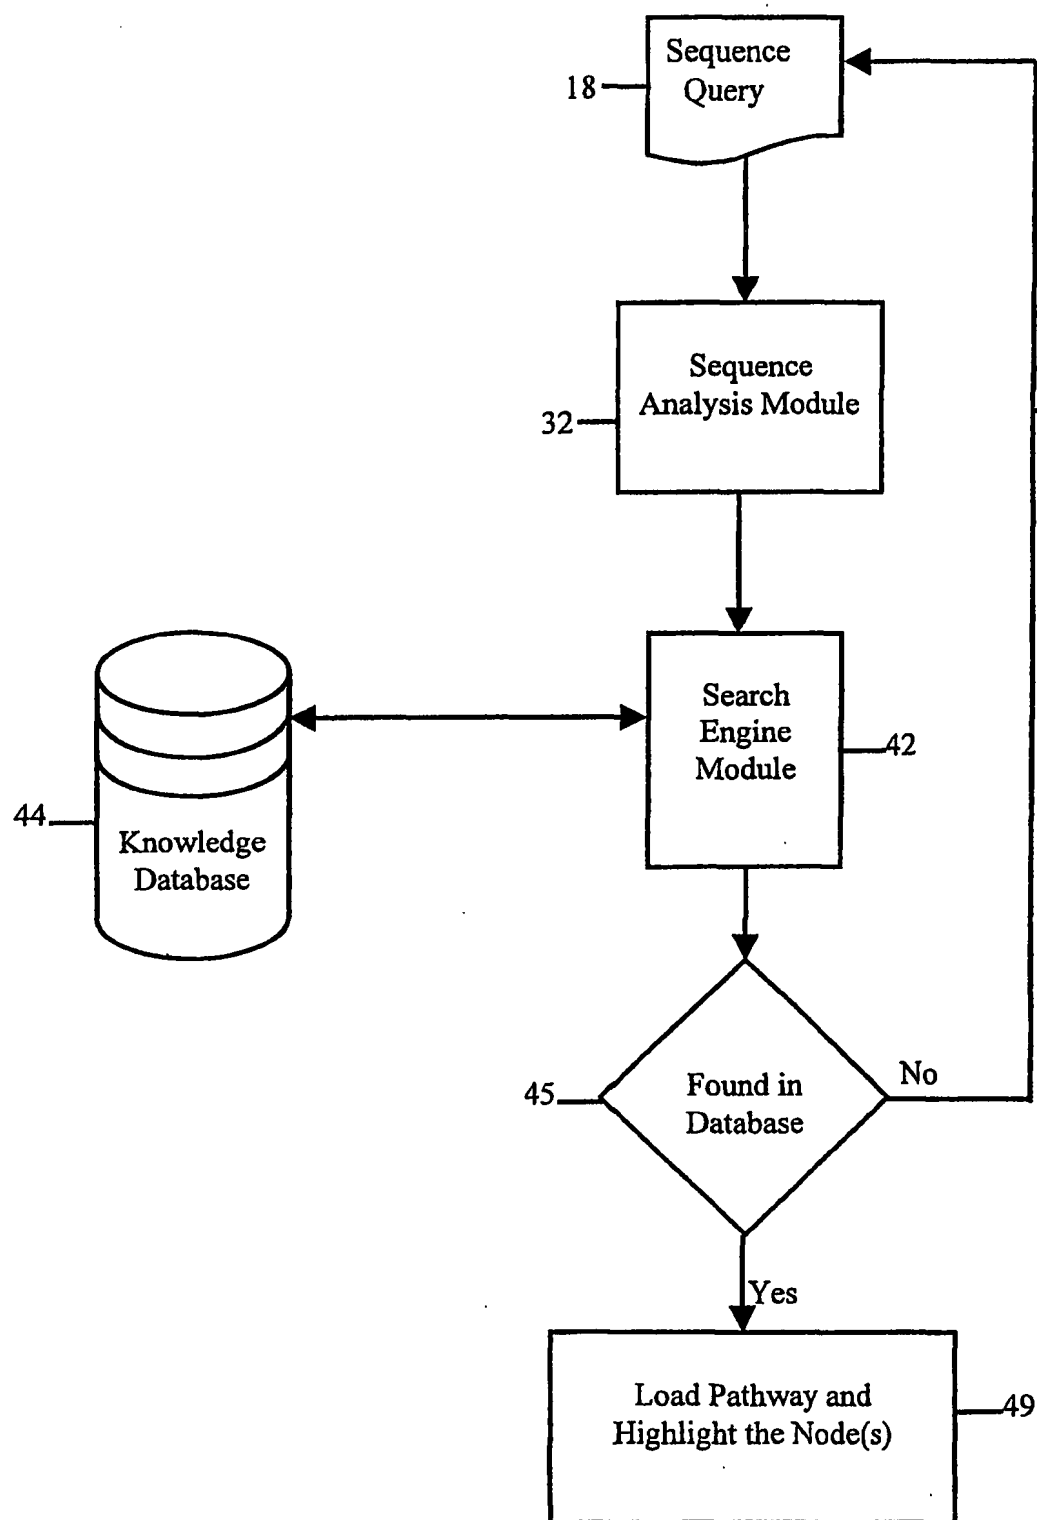 Sequence
Query
18
Sequence
Analysis Module
32
Search
Engine
Module
42
44
Knowledge
Database
45
Found in
Database
No
Yes
Load Pathway and
Highlight the Node(s)
49